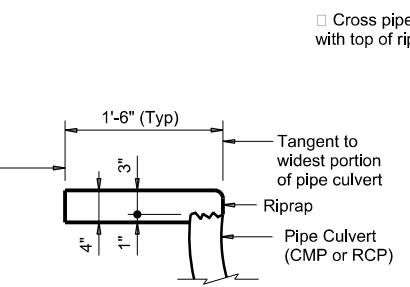 □ Cross pipe
with top of rip
1'-6" (Typ)
Tangent to
widest portion
of pipe culvert
3"
Riprap
4"
1"
Pipe Culvert
(CMP or RCP)